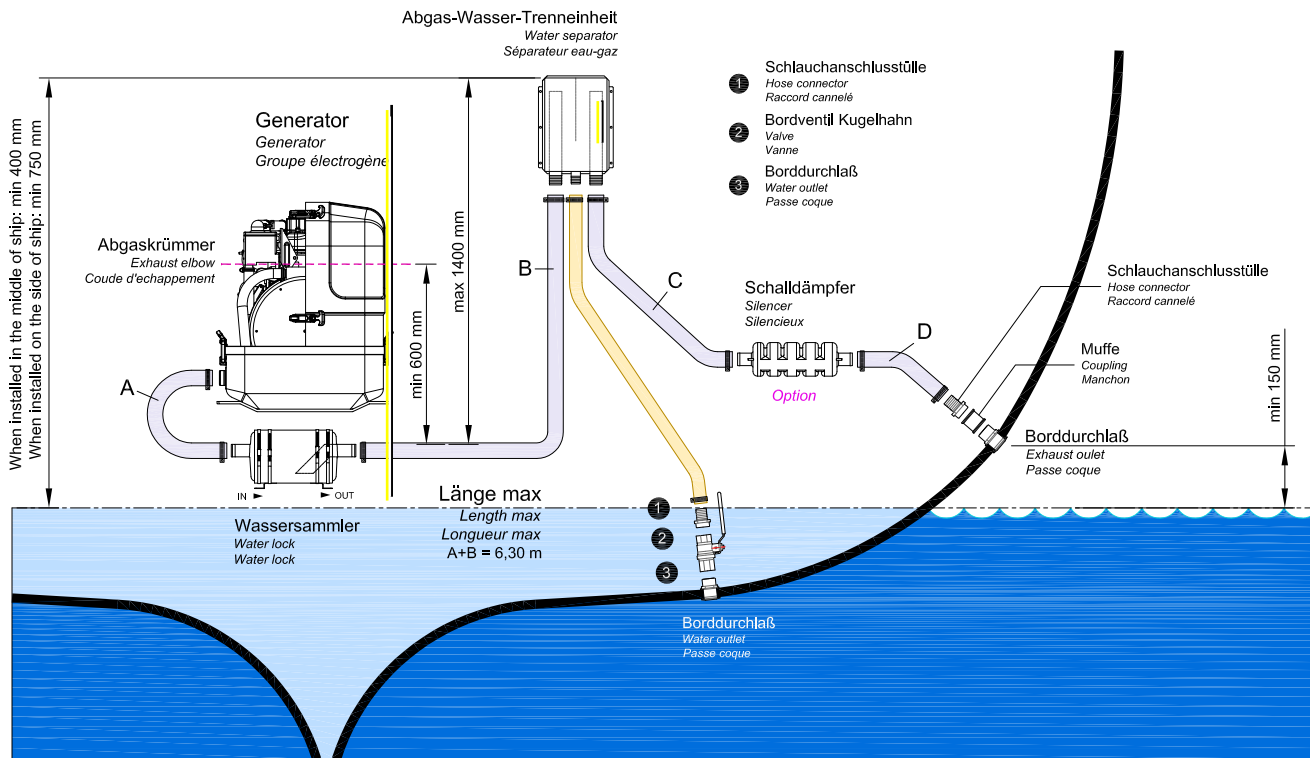 Abgas-Wasser-Trenneinheit
Water separator
Séparateur eau-gaz
When installed in the middle of ship: min 400 mm
When installed on the side of ship: min 750 mm
Generator
Generator
Groupe électrogène
Abgaskrümmer
Exhaust elbow
Coude d'echappement
min 600 mm
max 1400 mm
A
B
C
D
1
Schlauchanschlusstülle
Hose connector
Raccord cannelé
2
Bordventil Kugelhahn
Valve
Vanne
3
Borddurchlaß
Water outlet
Passe coque
Schalldämpfer
Silencer
Silencieux
Option
Schlauchanschlusstülle
Hose connector
Raccord cannelé
Muffe
Coupling
Manchon
Borddurchlaß
Exhaust oulet
Passe coque
min 150 mm
IN
OUT
Wassersammler
Water lock
Water lock
Länge max
Length max
Longueur max
A+B = 6,30 m
1
2
3
Borddurchlaß
Water outlet
Passe coque